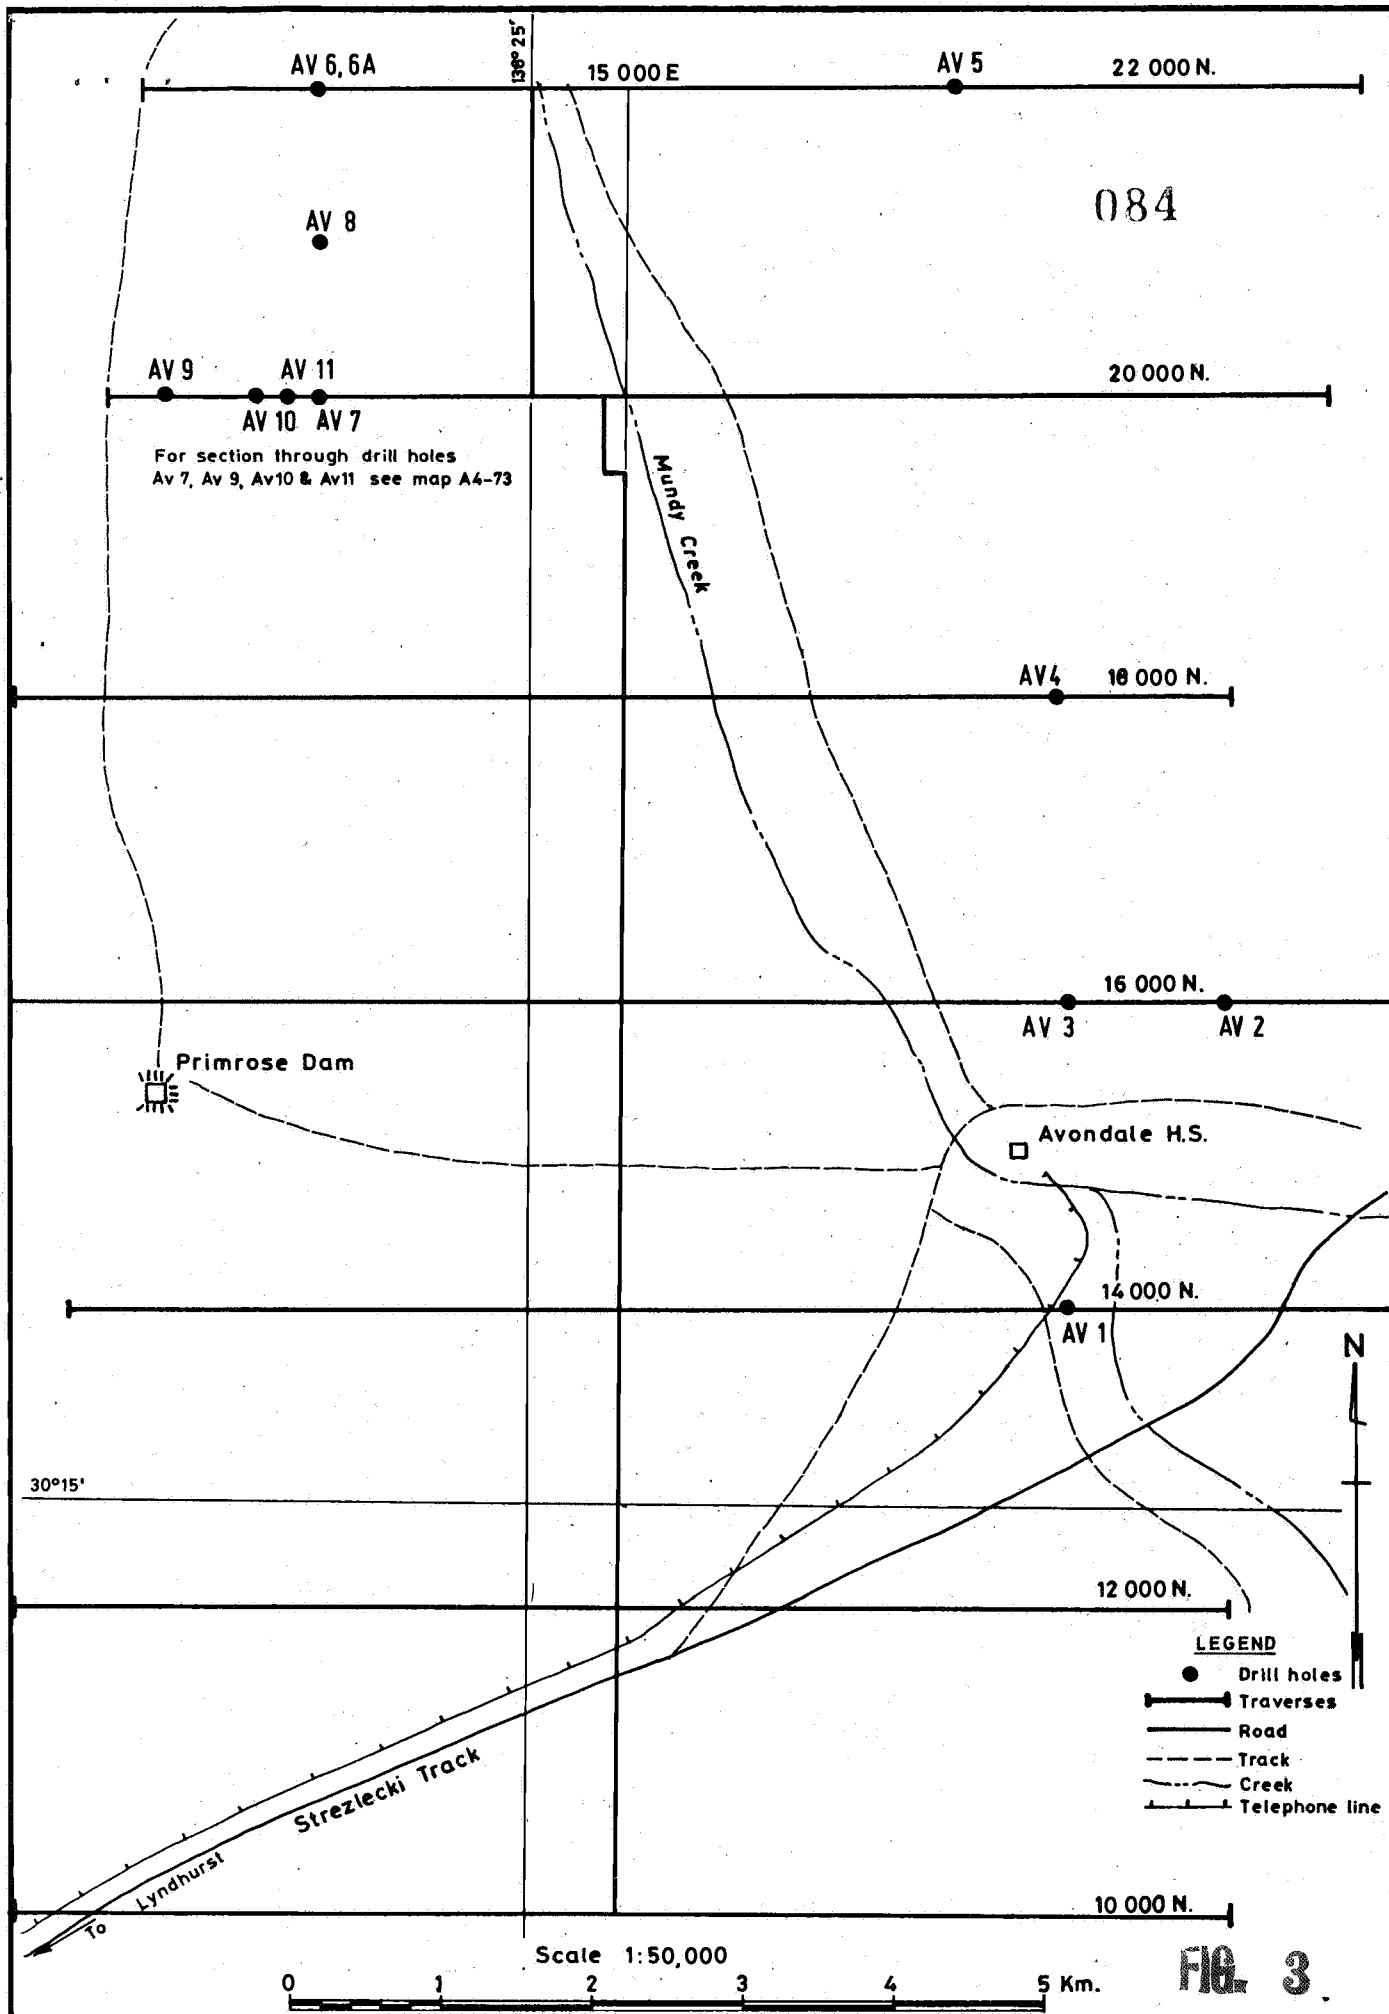 138° 25'
AV 6, 6A
15 000 E
AV 5
22 000 N.
084
AV 8
AV 9
AV 11
20 000 N.
AV 10
AV 7
For section through drill holes
Av 7, Av 9, Av10 & Av11 see map A4-73
Mundy Creek
AV4
18 000 N.
16 000 N.
AV 3
AV 2
Primrose Dam
Avondale H.S.
14 000 N.
AV 1
N
30°15'
12 000 N.
LEGEND
Drill holes
Traverses
Road
Track
Creek
Telephone line
Strezlecki Track
To Lyndhurst
10 000 N.
Scale 1:50,000
0 1 2 3 4 5 Km.
FIG. 3